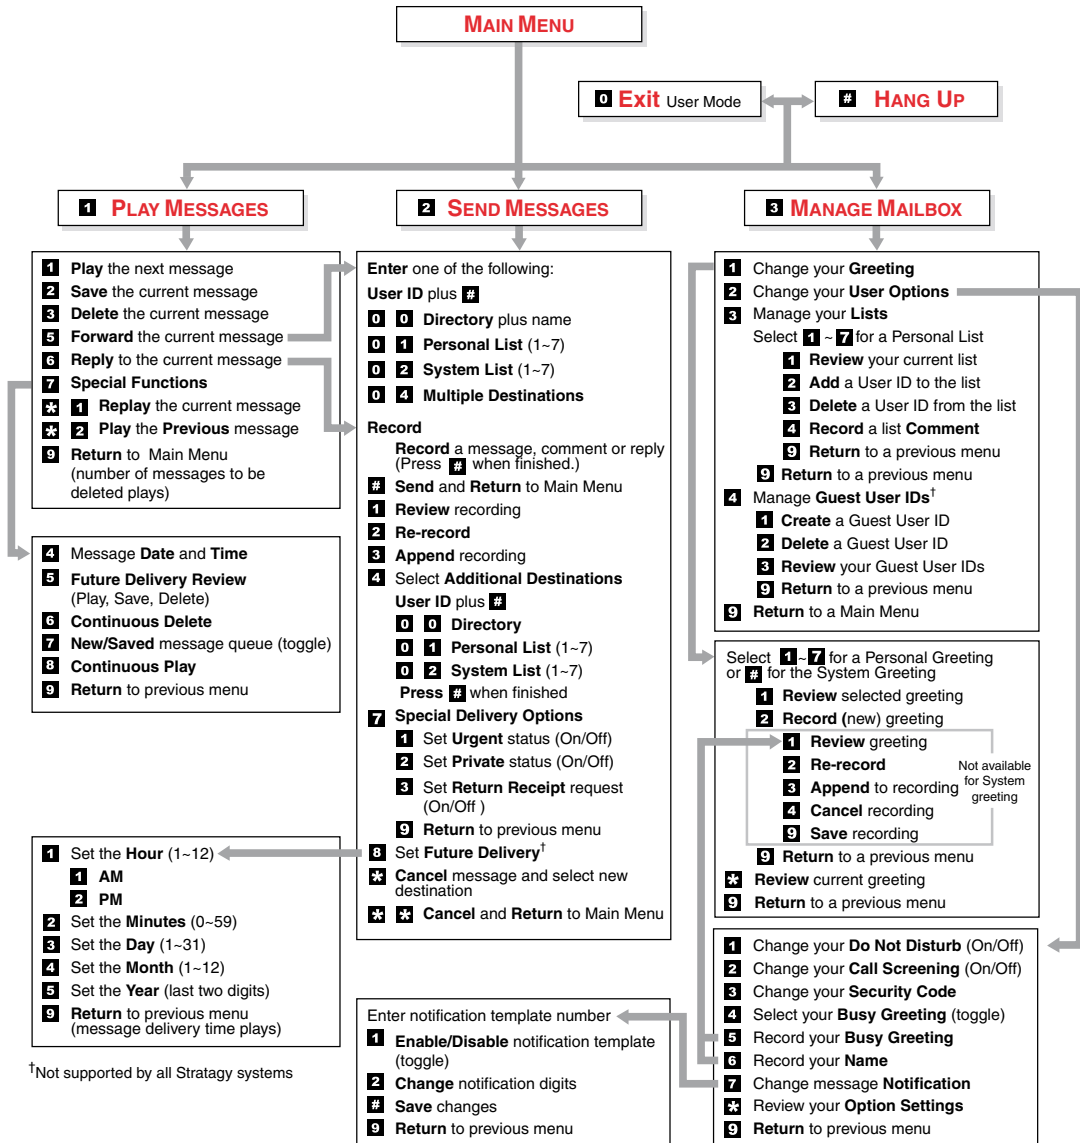 MAIN MENU
0 Exit User Mode
# HANG UP
1 PLAY MESSAGES
2 SEND MESSAGES
3 MANAGE MAILBOX
1 Play the next message
2 Save the current message
3 Delete the current message
5 Forward the current message
6 Reply to the current message
7 Special Functions
* 1 Replay the current message
* 2 Play the Previous message
9 Return to Main Menu
(number of messages to be
deleted plays)
4 Message Date and Time
5 Future Delivery Review
(Play, Save, Delete)
6 Continuous Delete
7 New/Saved message queue (toggle)
8 Continuous Play
9 Return to previous menu
1 Set the Hour (1~12)
1 AM
2 PM
2 Set the Minutes (0~59)
3 Set the Day (1~31)
4 Set the Month (1~12)
5 Set the Year (last two digits)
9 Return to previous menu
(message delivery time plays)
†Not supported by all Stratagy systems
Enter one of the following:
User ID plus #
0 0 Directory plus name
0 1 Personal List (1~7)
0 2 System List (1~7)
0 4 Multiple Destinations
Record
Record a message, comment or reply
(Press # when finished.)
# Send and Return to Main Menu
1 Review recording
2 Re-record
3 Append recording
4 Select Additional Destinations
User ID plus #
0 0 Directory
0 1 Personal List (1~7)
0 2 System List (1~7)
Press # when finished
7 Special Delivery Options
1 Set Urgent status (On/Off)
2 Set Private status (On/Off)
3 Set Return Receipt request
(On/Off )
9 Return to previous menu
8 Set Future Delivery†
* Cancel message and select new
destination
* * Cancel and Return to Main Menu
Enter notification template number
1 Enable/Disable notification template
(toggle)
2 Change notification digits
# Save changes
9 Return to previous menu
1 Change your Greeting
2 Change your User Options
3 Manage your Lists
Select 1 ~ 7 for a Personal List
1 Review your current list
2 Add a User ID to the list
3 Delete a User ID from the list
4 Record a list Comment
9 Return to a previous menu
9 Return to a previous menu
4 Manage Guest User IDs†
1 Create a Guest User ID
2 Delete a Guest User ID
3 Review your Guest User IDs
9 Return to a previous menu
9 Return to a Main Menu
Select 1~7 for a Personal Greeting
or # for the System Greeting
1 Review selected greeting
2 Record (new) greeting
1 Review greeting
2 Re-record
3 Append to recording
4 Cancel recording
9 Save recording
Not available
for System
greeting
9 Return to a previous menu
* Review current greeting
9 Return to a previous menu
1 Change your Do Not Disturb (On/Off)
2 Change your Call Screening (On/Off)
3 Change your Security Code
4 Select your Busy Greeting (toggle)
5 Record your Busy Greeting
6 Record your Name
7 Change message Notification
* Review your Option Settings
9 Return to previous menu